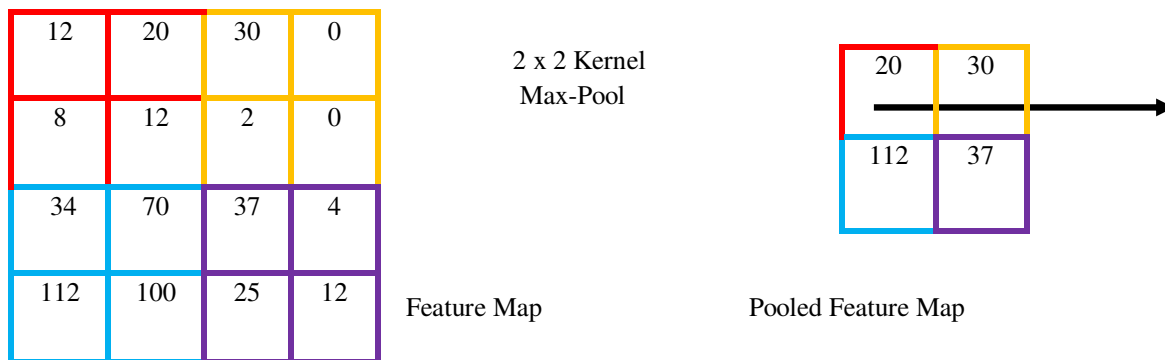 12 20 30 0
8 12 2 0
34 70 37 4
112 100 25 12
Feature Map
2 x 2 Kernel
Max-Pool
20 30
112 37
Pooled Feature Map